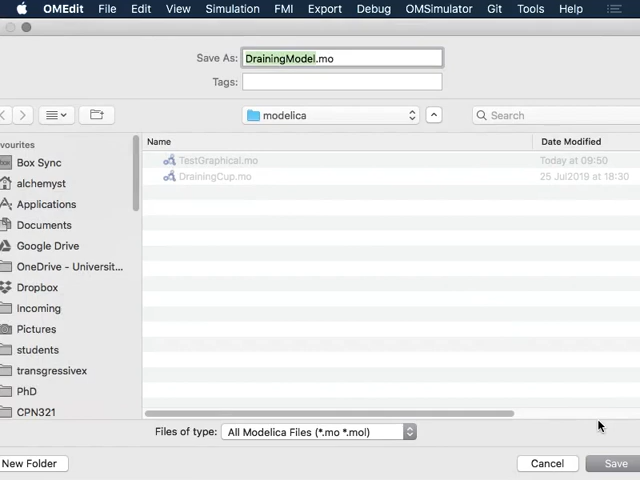 OMEdit File Edit View Simulation FMI Export Debug OMSimulator Git Tools Help
Save As: DrainingModel.mo
Tags:
modelica
Search
Name Date Modified
avourites
TestGraphical.mo Today at 09:50
DrainingCup.mo 25 Jul2019 at 18:30
Box Sync
alchemyst
Applications
Documents
Google Drive
OneDrive - Universit...
Dropbox
Incoming
Pictures
students
transgressivex
PhD
CPN321
Files of type: All Modelica Files (*.mo *.mol)
New Folder Cancel Save